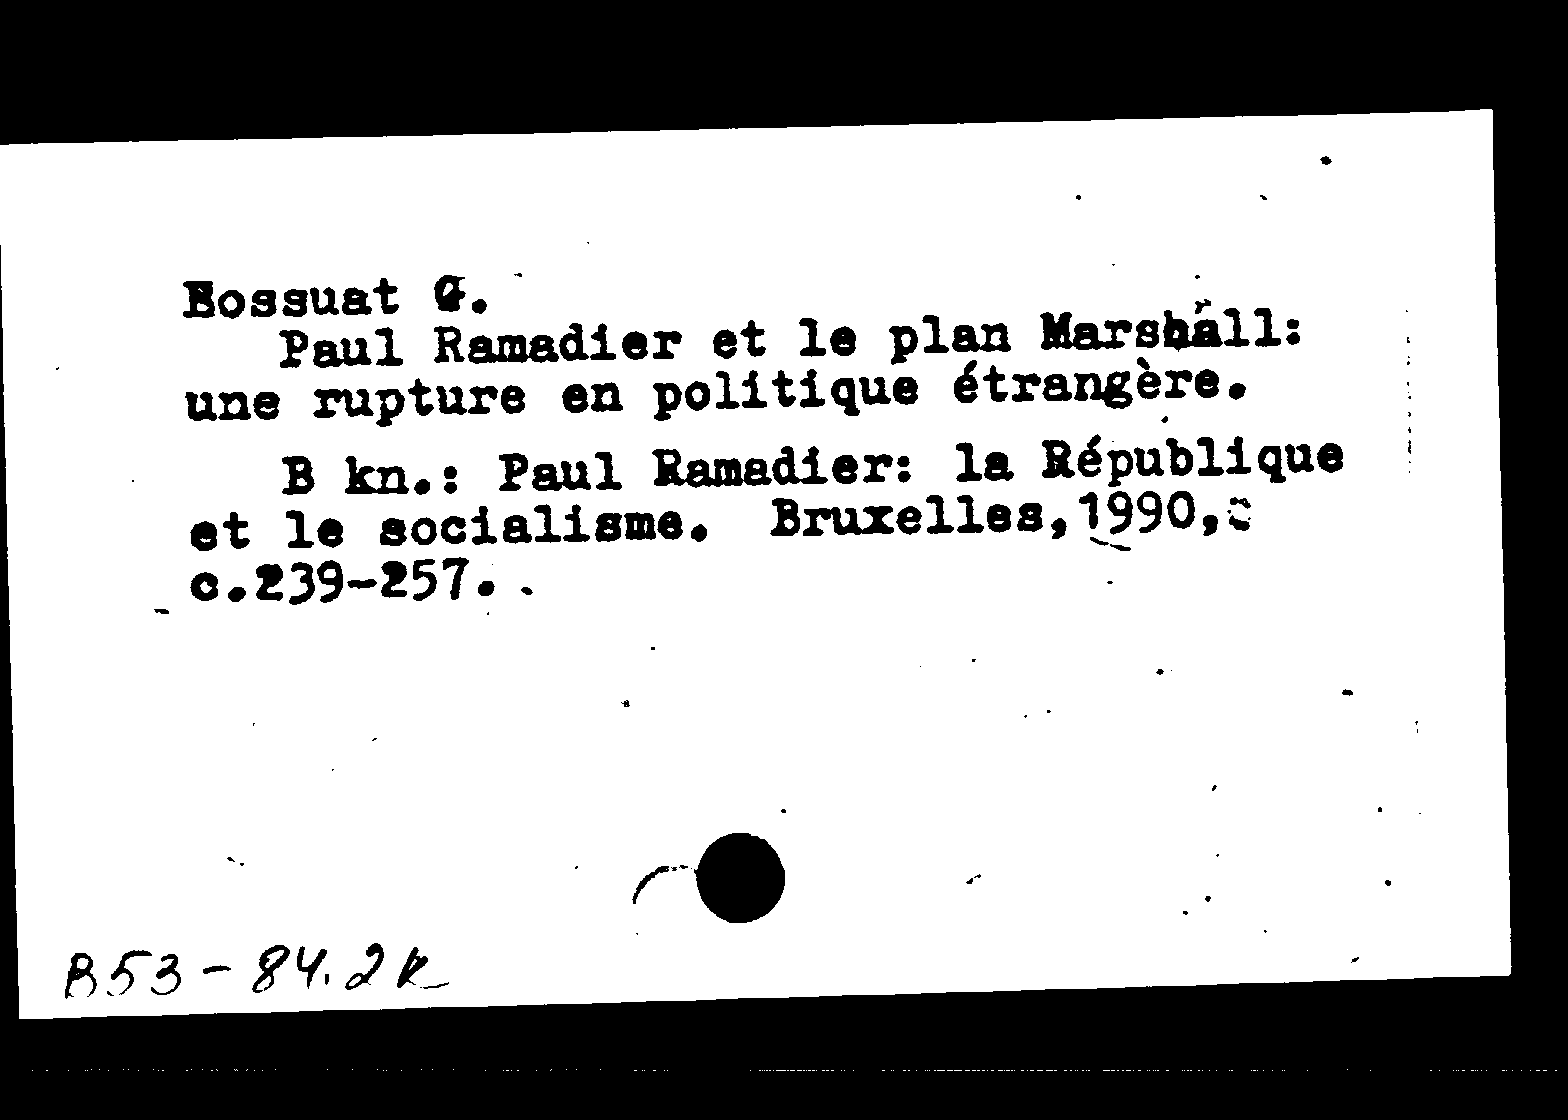 Bossuat G.
Paul Ramadier et le plan Marshall:
une rupture en politique étrangère.
B kn.: Paul Ramadier: la République
et le socialisme. Bruxelles,1990,c
c.239-257.
B53-84.2к